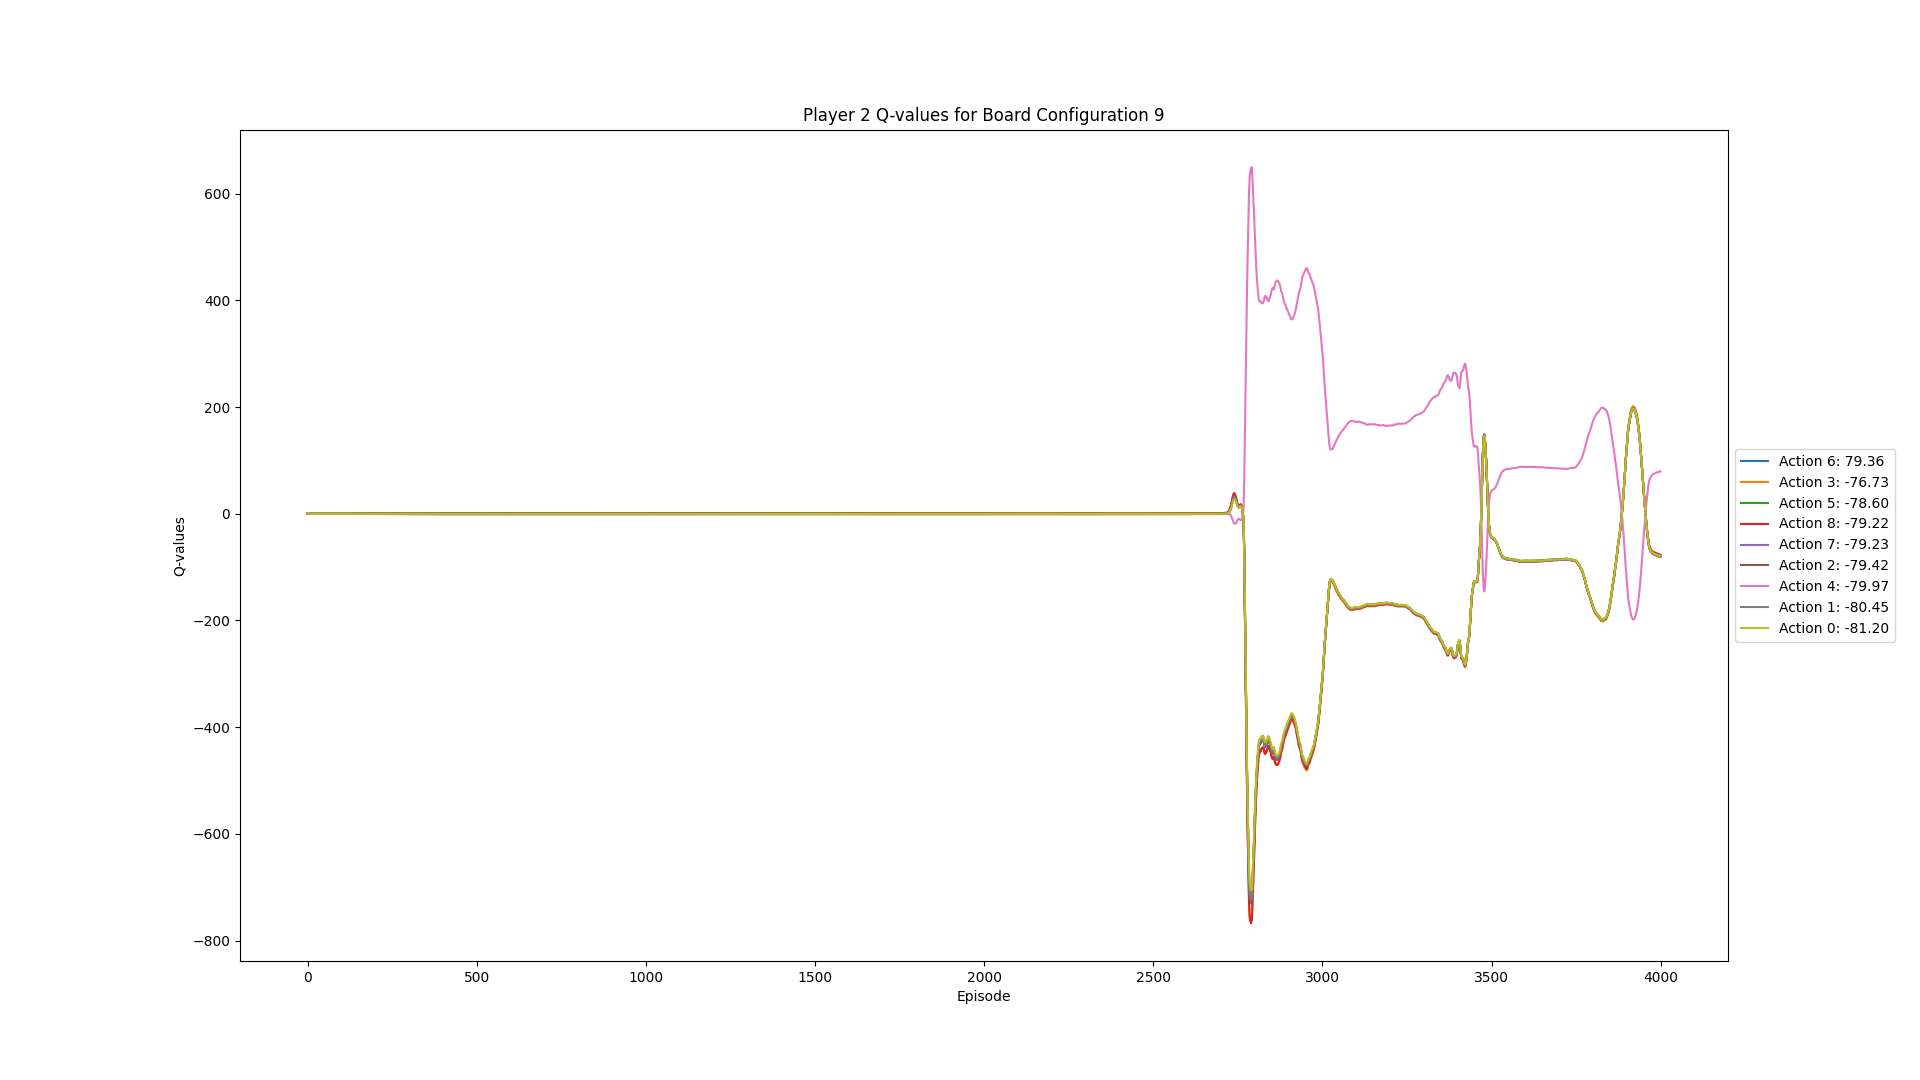 Player 2 Q-values for Board Configuration 9
600
400
200
0
−200
−400
−600
−800
Q-values
0
500
1000
1500
2000
2500
3000
3500
4000
Episode
Action 6: 79.36
Action 3: -76.73
Action 5: -78.60
Action 8: -79.22
Action 7: -79.23
Action 2: -79.42
Action 4: -79.97
Action 1: -80.45
Action 0: -81.20